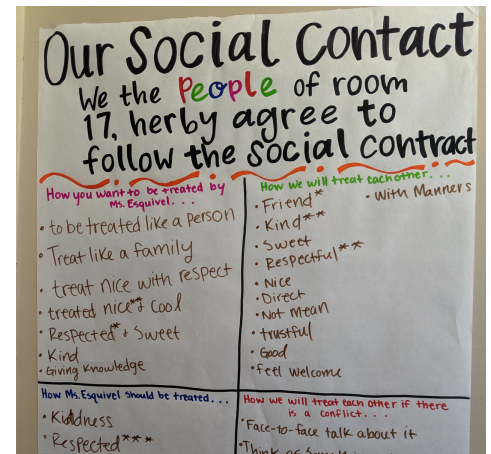 Our Social Contact
We the People of room
17, herby agree to
follow the social contract
How you want to be treated by
Ms. Esquivel...
• to be treated like a person
• Treat like a family
• treat nice with respect
• treated nice** & Cool
• Respected* & Sweet
• Kind
• Giving Knowledge
How we will treat each other...
• Friend*
• Kind**
• Sweet
• Respectful**
• Nice
• Direct
• Not Mean
• trustful
• Good
• feel welcome
• With Manners
How Ms. Esquivel should be treated...
• Kindness
• Respected***
How we will treat each other if there
is a conflict...
• Face-to-face talk about it
• Think